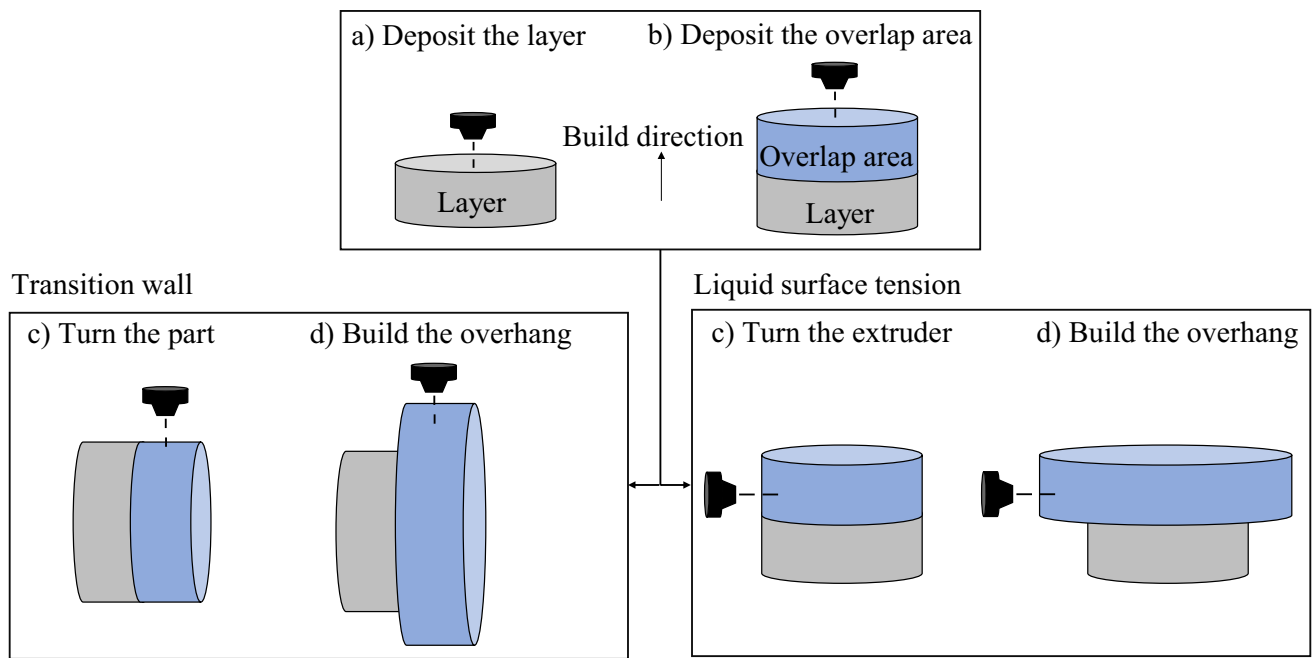 a) Deposit the layer
b) Deposit the overlap area
Build direction
Overlap area
Layer
Layer
Transition wall
Liquid surface tension
c) Turn the part
d) Build the overhang
c) Turn the extruder
d) Build the overhang